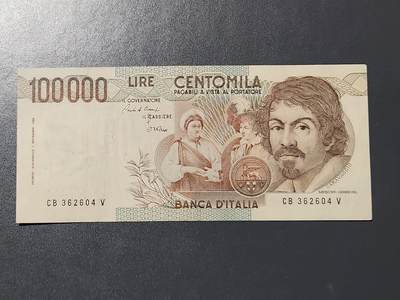 100000 LIRE CENTOMILA
PAGABILI A VISTA AL PORTATORE
IL GOVERNATORE
IL CASSIERE
CB 362604 V
BANCA D'ITALIA
CB 362604 V